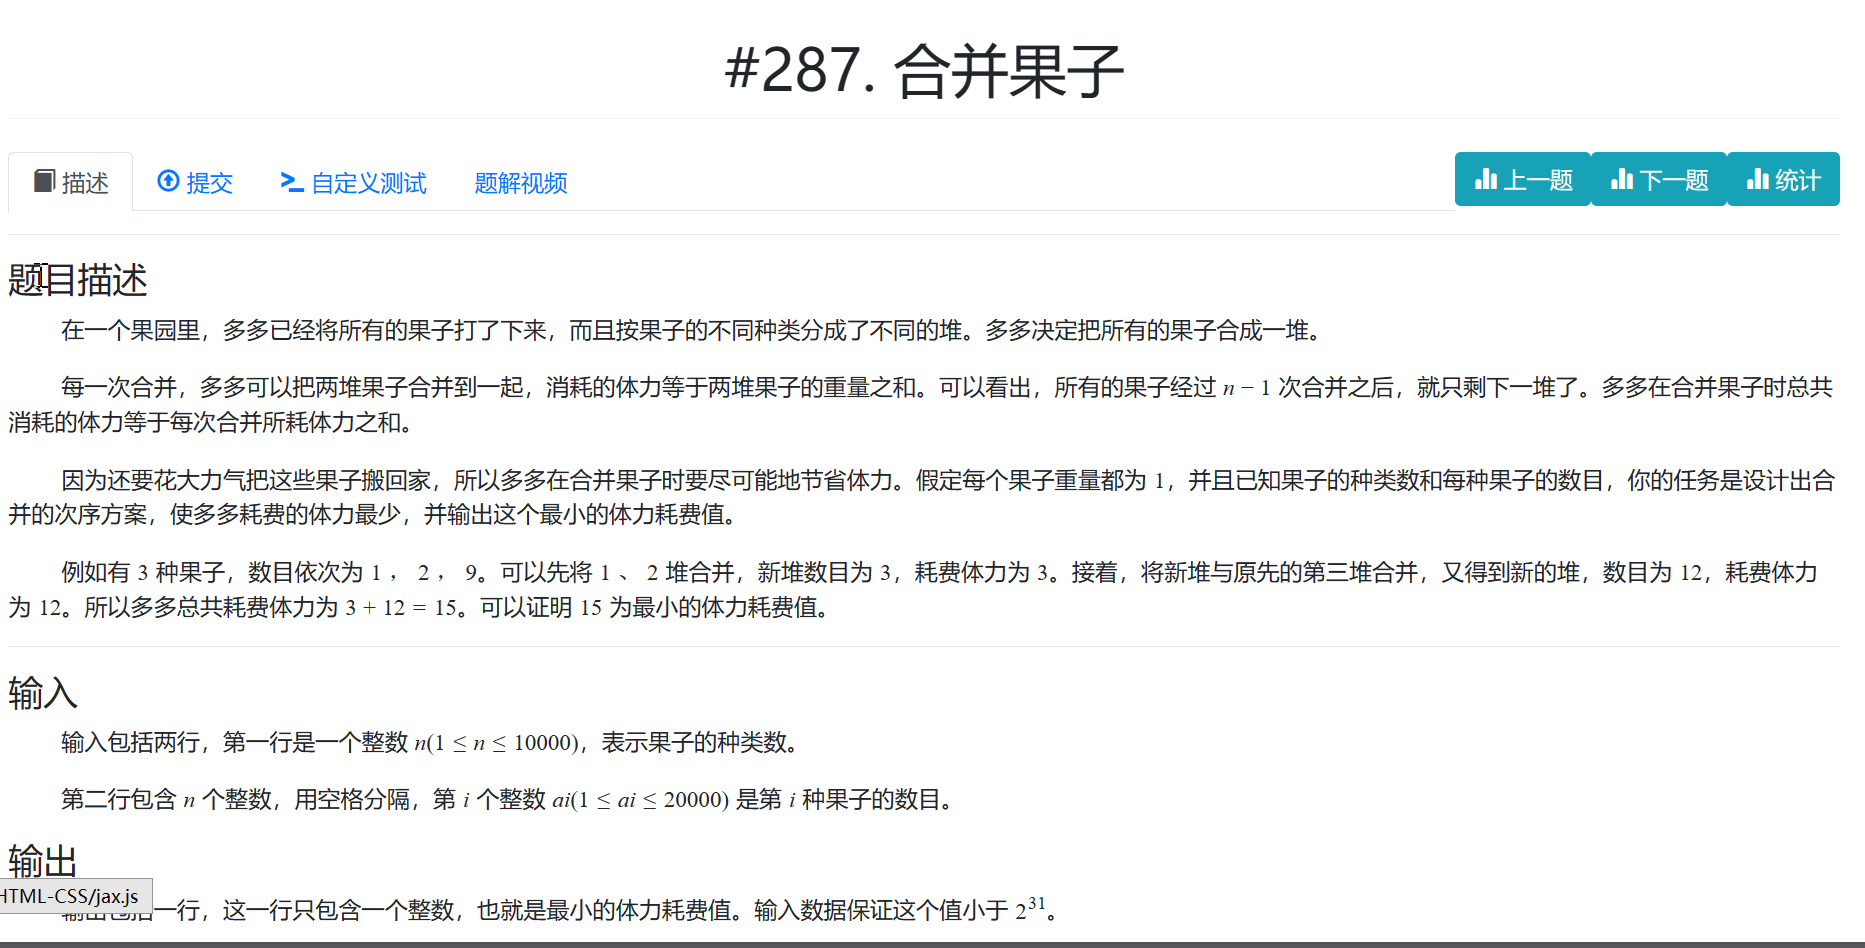 #287. 合并果子
描述 提交 自定义测试 题解视频 上一题 下一题 统计
题目描述
在一个果园里，多多已经将所有的果子打了下来，而且按果子的不同种类分成了不同的堆。多多决定把所有的果子合成一堆。
每一次合并，多多可以把两堆果子合并到一起，消耗的体力等于两堆果子的重量之和。可以看出，所有的果子经过 n − 1 次合并之后，就只剩下一堆了。多多在合并果子时总共
消耗的体力等于每次合并所耗体力之和。
因为还要花大力气把这些果子搬回家，所以多多在合并果子时要尽可能地节省体力。假定每个果子重量都为 1，并且已知果子的种类数和每种果子的数目，你的任务是设计出合
并的次序方案，使多多耗费的体力最少，并输出这个最小的体力耗费值。
例如有 3 种果子，数目依次为 1 ， 2 ， 9。可以先将 1 、 2 堆合并，新堆数目为 3，耗费体力为 3。接着，将新堆与原先的第三堆合并，又得到新的堆，数目为 12，耗费体力
为 12。所以多多总共耗费体力为 3 + 12 = 15。可以证明 15 为最小的体力耗费值。
输入
输入包括两行，第一行是一个整数 n(1 ≤ n ≤ 10000)，表示果子的种类数。
第二行包含 n 个整数，用空格分隔，第 i 个整数 ai(1 ≤ ai ≤ 20000) 是第 i 种果子的数目。
输出
HTML-CSS/jax.js
输出包括一行，这一行只包含一个整数，也就是最小的体力耗费值。输入数据保证这个值小于 2^31。